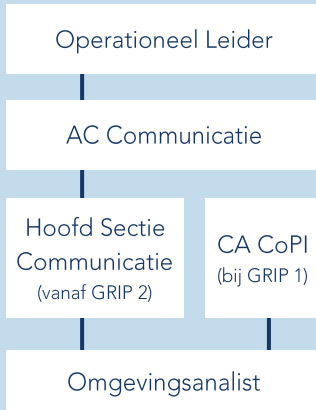 Operationeel Leider
AC Communicatie
Hoofd Sectie
Communicatie
(vanaf GRIP 2)
CA CoPI
(bij GRIP 1)
Omgevingsanalist